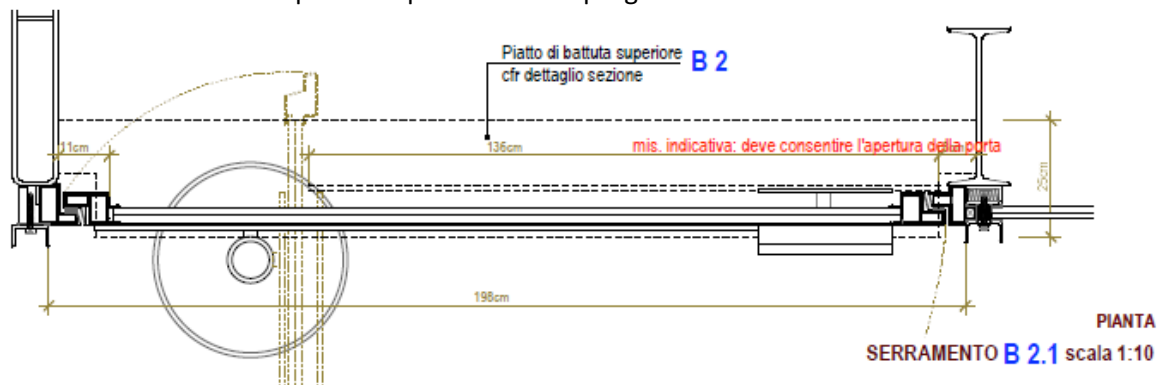 Piatto di battuta superiore B 2
cfr dettaglio sezione
11cm
136cm
mis. indicativa: deve consentire l'apertura della porta
25cm
198cm
PIANTA
SERRAMENTO B 2.1 scala 1:10